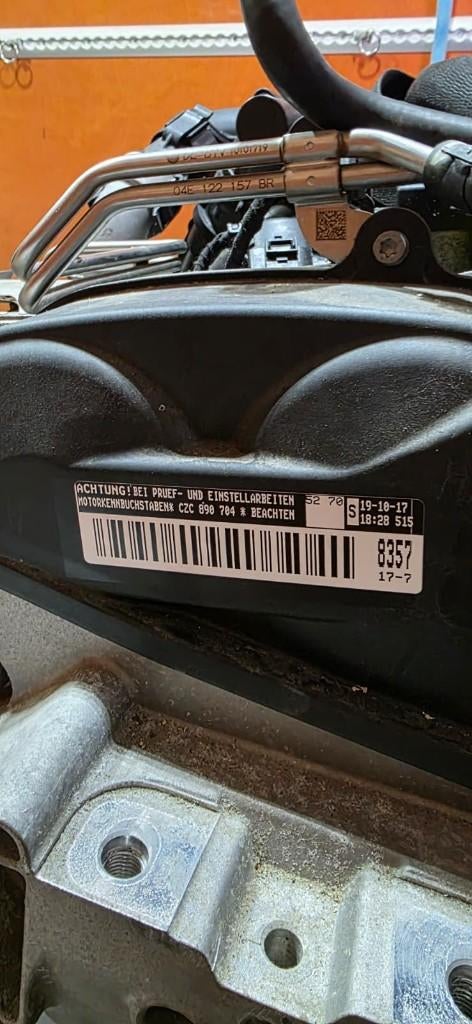 10101719
04E 122 157 BR
ACHTUNG! BEI PRUEF- UND EINSTELLARBEITEN
MOTORKENNBUCHSTABEN* CZC 890 704 * BEACHTEN
52 70
S
19-10-17
18:28 515
8357
17-7